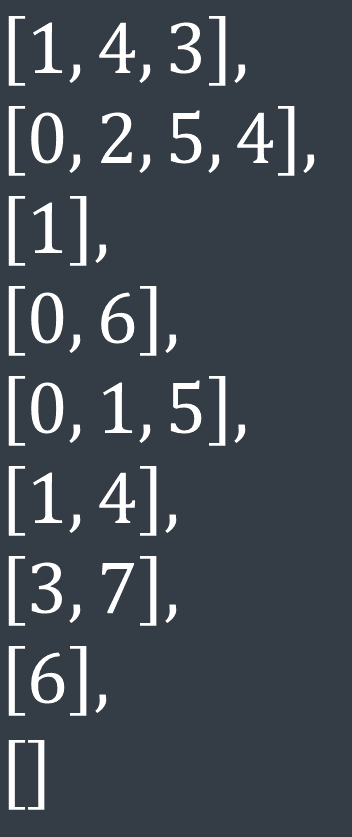 [1, 4, 3],
[0, 2, 5, 4],
[1],
[0, 6],
[0, 1, 5],
[1, 4],
[3, 7],
[6],
[]